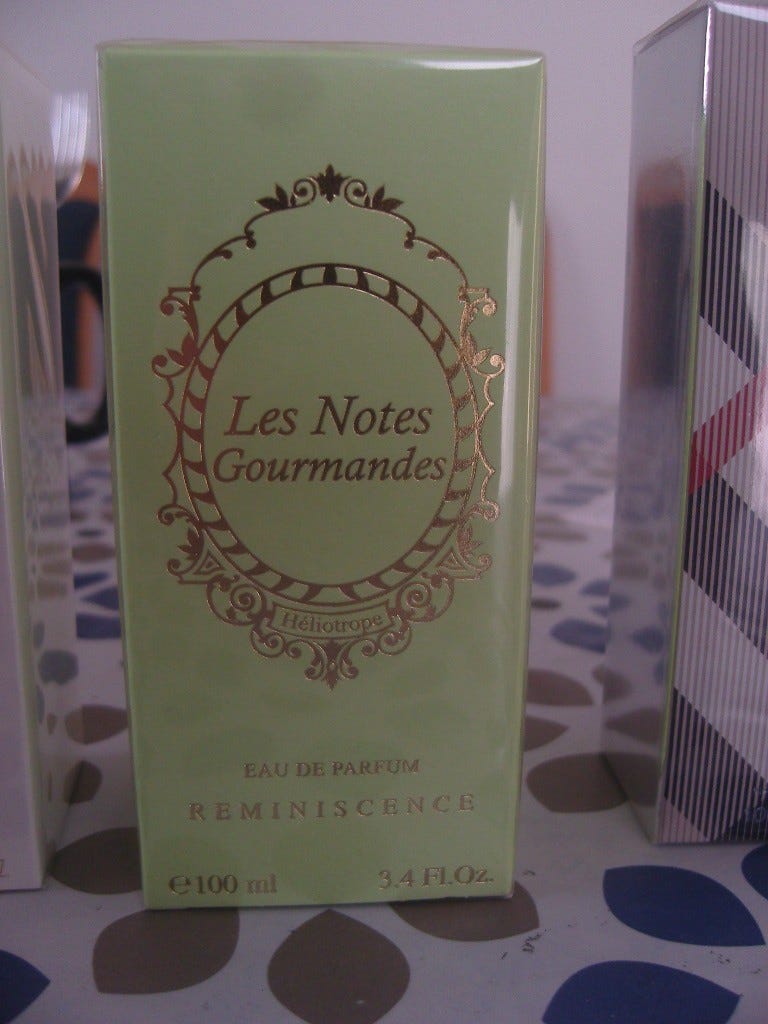 Les Notes
Gourmandes
Héliotrope
EAU DE PARFUM
REMINISCENCE
℮100 ml
3.4 Fl.Oz.